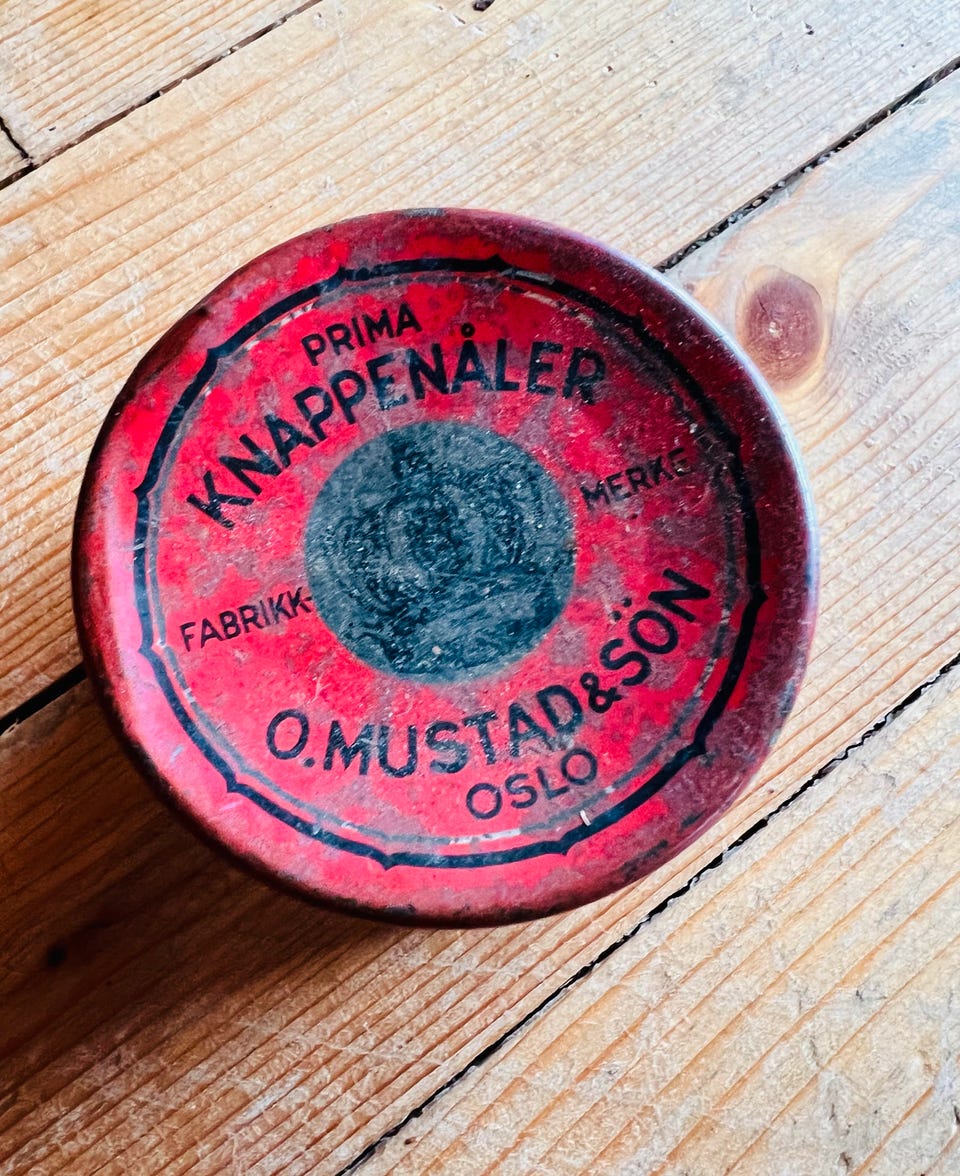 PRIMA
KNAPPENÅLER
FABRIKK-
MERKE
O.MUSTAD & SÖN
OSLO